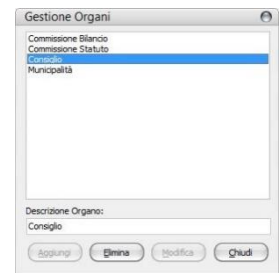 Gestione Organi
Commissione Bilancio
Commissione Statuto
Consiglio
Municipalità
Descrizione Organo:
Consiglio
Aggiungi Elimina Modifica Chiudi